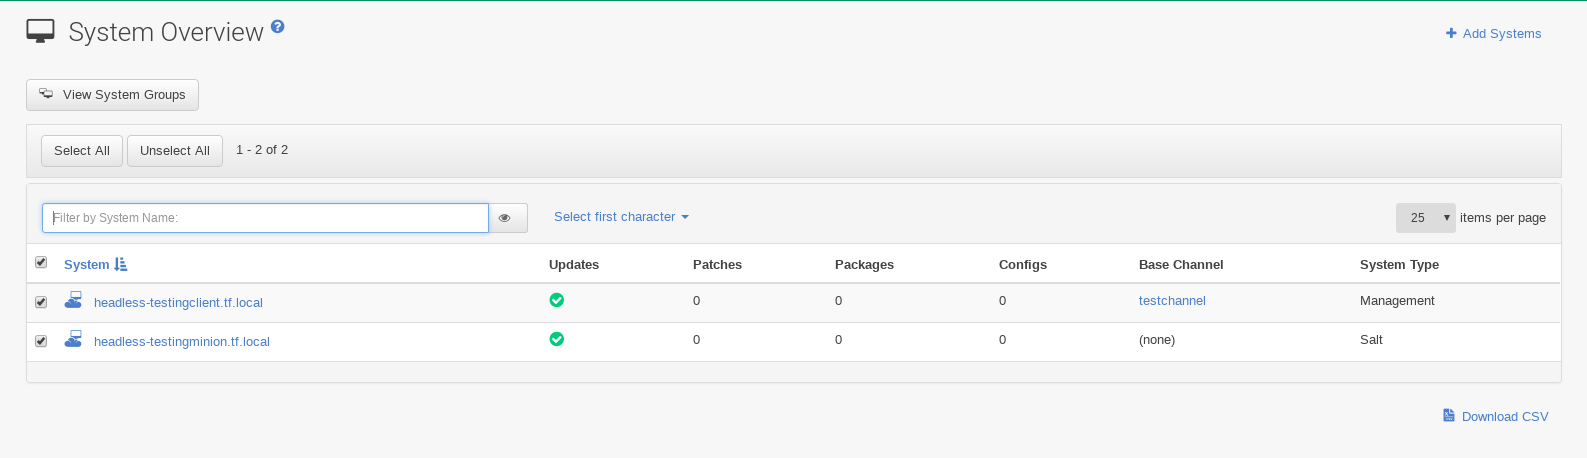 System Overview
Add Systems
View System Groups
Select All Unselect All 1 - 2 of 2
Filter by System Name: Select first character 25 items per page
System Updates Patches Packages Configs Base Channel System Type
headless-testingclient.tf.local 0 0 0 testchannel Management
headless-testingminion.tf.local 0 0 0 (none) Salt
Download CSV